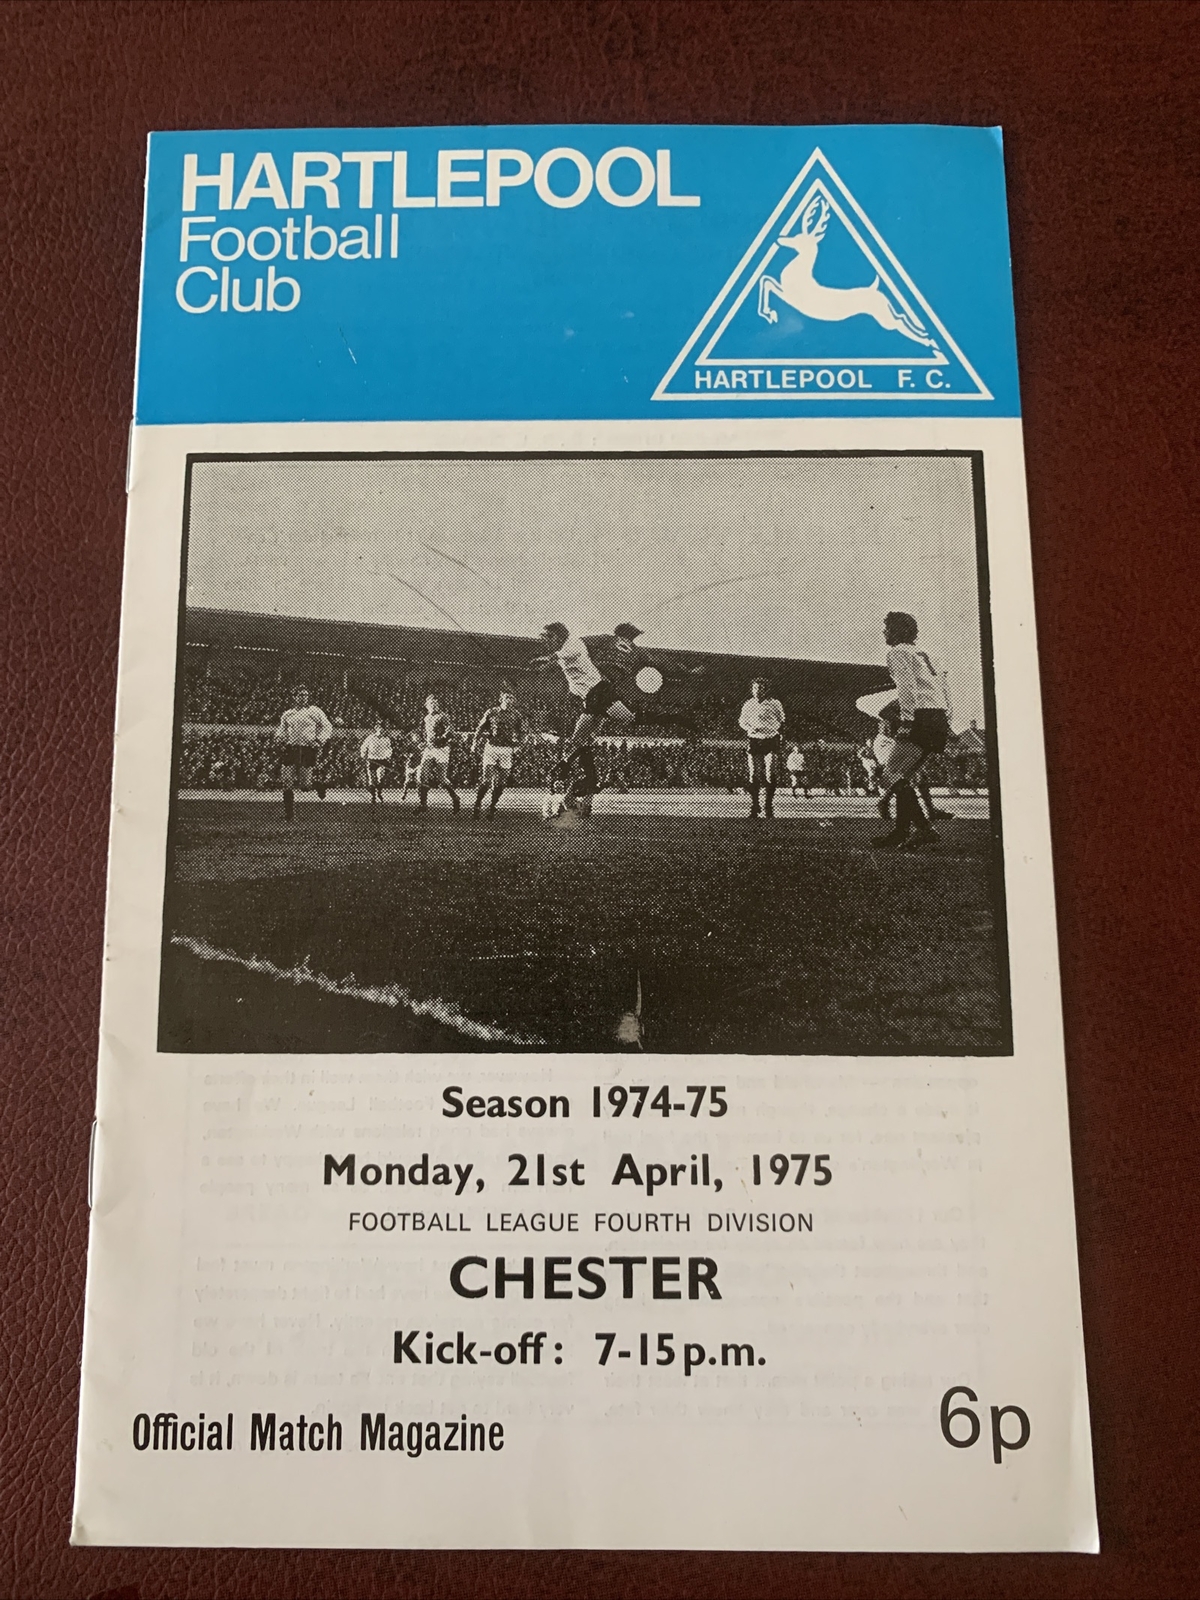 HARTLEPOOL
Football
Club
HARTLEPOOL F. C.
Season 1974-75
Monday, 21st April, 1975
FOOTBALL LEAGUE FOURTH DIVISION
CHESTER
Kick-off: 7-15 p.m.
Official Match Magazine
6p